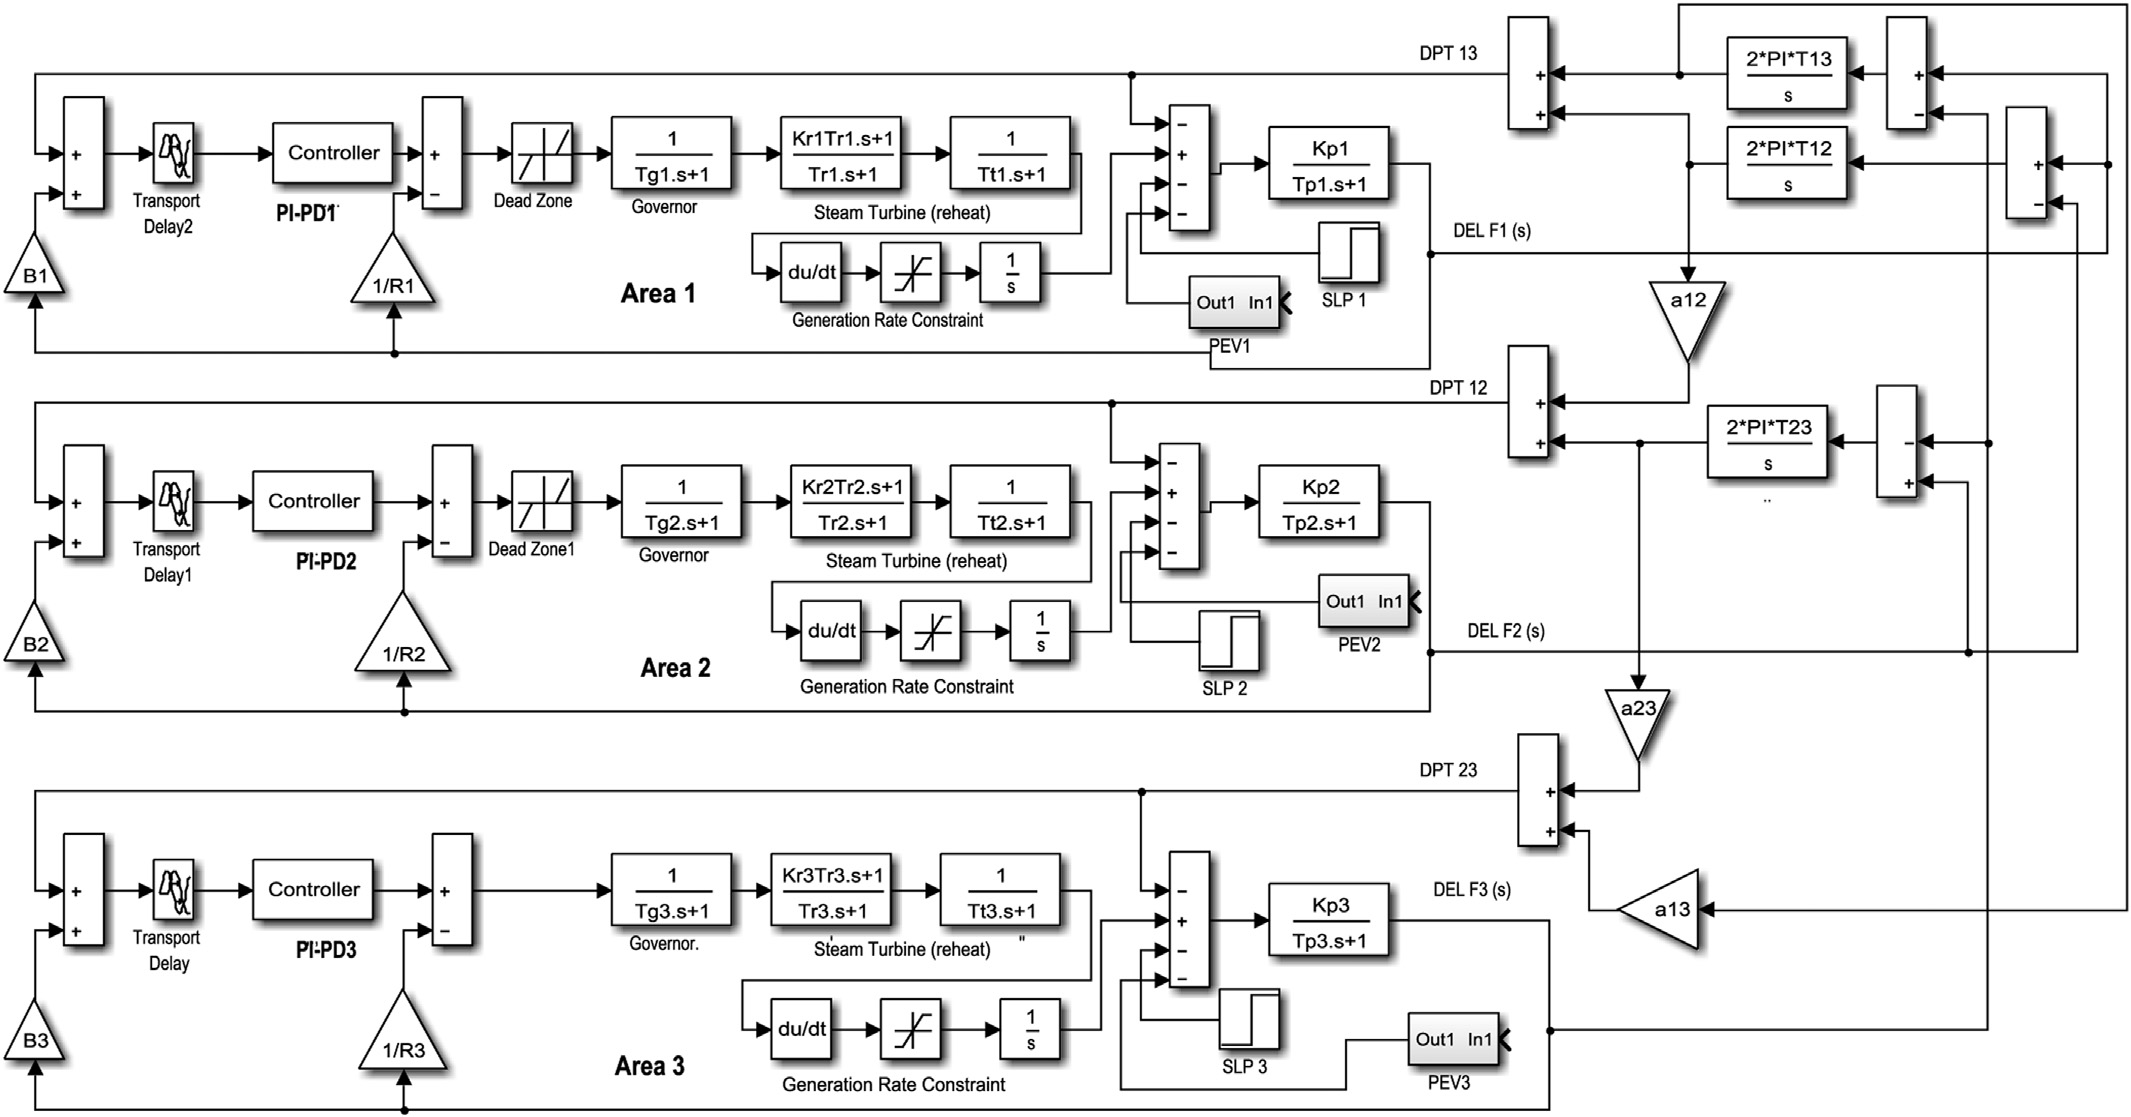 DPT 13
+
+
2*PI*T13
s
+
−
2*PI*T12
s
+
−
+
+
Transport
Delay2
Controller
PI-PD1
+
−
Dead Zone
1
Tg1.s+1
Governor
Kr1Tr1.s+1
Tr1.s+1
Steam Turbine (reheat)
1
Tt1.s+1
−
+
−
−
Kp1
Tp1.s+1
DEL F1 (s)
B1
1/R1
Area 1
du/dt
1
s
Generation Rate Constraint
Out1 In1
PEV1
SLP 1
a12
DPT 12
+
+
2*PI*T23
s
−
+
+
+
Transport
Delay1
Controller
PI-PD2
+
−
Dead Zone1
1
Tg2.s+1
Governor
Kr2Tr2.s+1
Tr2.s+1
Steam Turbine (reheat)
1
Tt2.s+1
−
+
−
−
Kp2
Tp2.s+1
DEL F2 (s)
B2
1/R2
Area 2
du/dt
1
s
Generation Rate Constraint
Out1 In1
PEV2
SLP 2
a23
DPT 23
+
+
a13
+
+
Transport
Delay
Controller
PI-PD3
+
−
1
Tg3.s+1
Governor.
Kr3Tr3.s+1
Tr3.s+1
Steam Turbine (reheat)
1
Tt3.s+1
"
−
+
−
−
Kp3
Tp3.s+1
DEL F3 (s)
B3
1/R3
Area 3
du/dt
1
s
Generation Rate Constraint
SLP 3
Out1 In1
PEV3